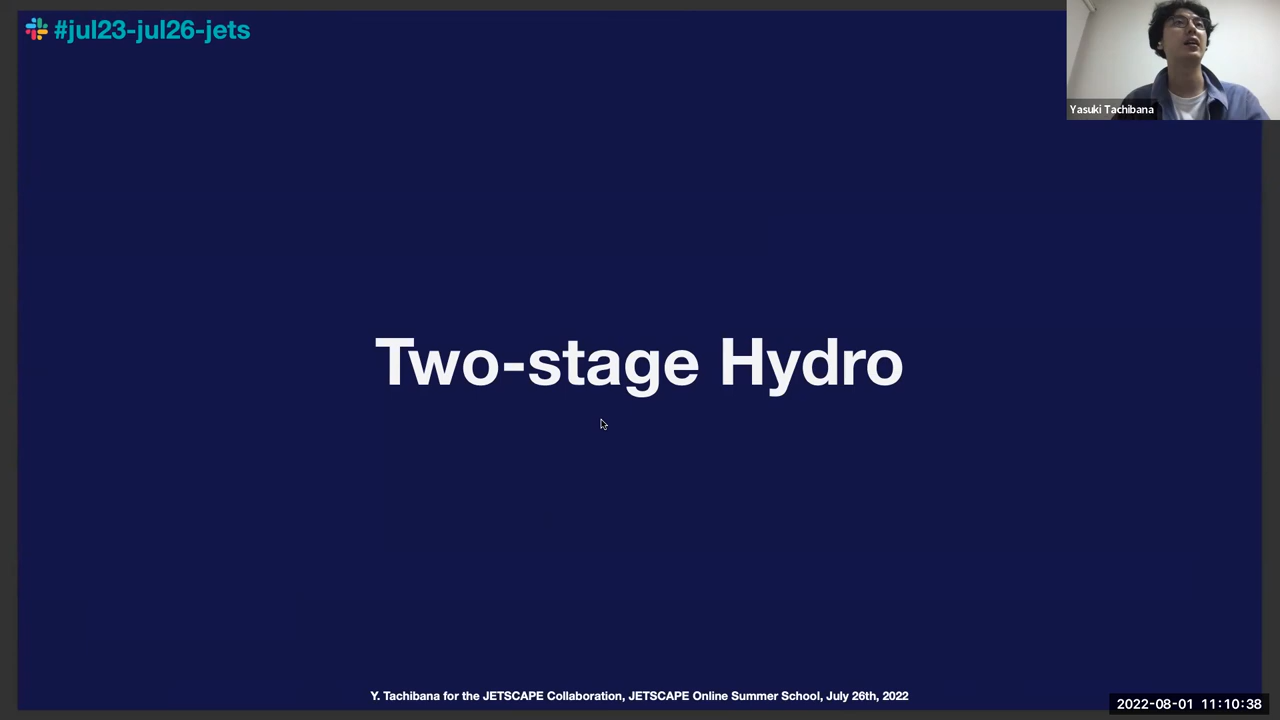 #jul23-jul26-jets
Yasuki Tachibana
Two-stage Hydro
Y. Tachibana for the JETSCAPE Collaboration, JETSCAPE Online Summer School, July 26th, 2022
2022-08-01 11:10:38